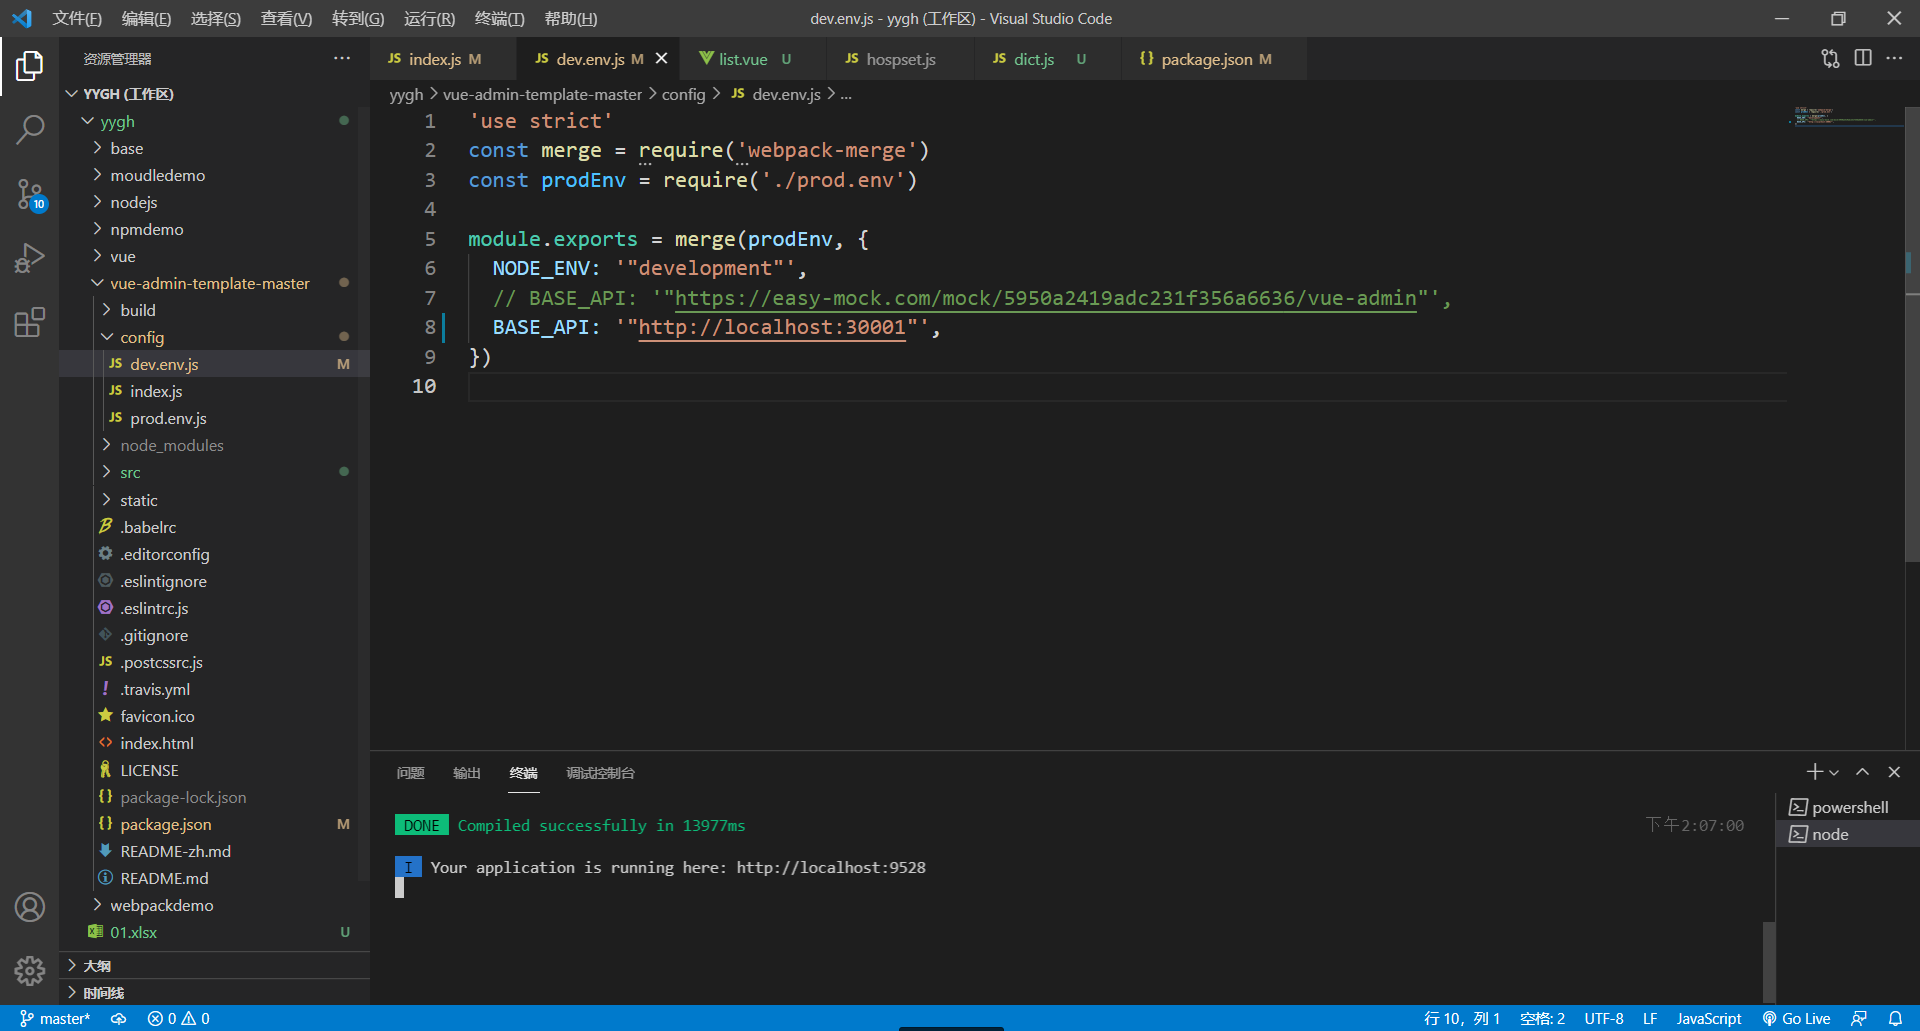 文件(F) 编辑(E) 选择(S) 查看(V) 转到(G) 运行(R) 终端(T) 帮助(H) dev.env.js - yygh (工作区) - Visual Studio Code
资源管理器
YYGH (工作区)
yygh
base
moudledemo
nodejs
npmdemo
vue
vue-admin-template-master
build
config
dev.env.js M
index.js
prod.env.js
node_modules
src
static
.babelrc
.editorconfig
.eslintignore
.eslintrc.js
.gitignore
JS .postcssrc.js
.travis.yml
favicon.ico
index.html
LICENSE
package-lock.json
package.json M
README-zh.md
README.md
webpackdemo
01.xlsx U
大纲
时间线
10
JS index.js M JS dev.env.js M list.vue U JS hospset.js JS dict.js U {} package.json M
yygh > vue-admin-template-master > config > JS dev.env.js > ...
1 'use strict'
2 const merge = require('webpack-merge')
3 const prodEnv = require('./prod.env')
4
5 module.exports = merge(prodEnv, {
6 NODE_ENV: '"development"',
7 // BASE_API: '"https://easy-mock.com/mock/5950a2419adc231f356a6636/vue-admin"',
8 BASE_API: '"http://localhost:30001"',
9 })
10
问题 输出 终端 调试控制台
DONE Compiled successfully in 13977ms 下午2:07:00
I Your application is running here: http://localhost:9528
powershell
node
master* 0 0 行 10，列 1 空格: 2 UTF-8 LF JavaScript Go Live